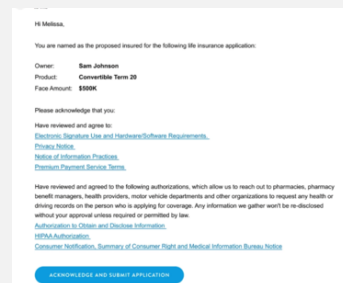 Hi Melissa,
You are named as the proposed insured for the following life insurance application:
Owner: Sam Johnson
Product: Convertible Term 20
Face Amount: $500K
Please acknowledge that you:
Have reviewed and agree to:
Electronic Signature Use and Hardware/Software Requirements.
Privacy Notice
Notice of Information Practices
Premium Payment Service Terms
Have reviewed and agreed to the following authorizations, which allow us to reach out to pharmacies, pharmacy
benefit managers, health providers, motor vehicle departments and other organizations to request any health or
driving records on the person who is applying for coverage. Any information we gather won't be re-disclosed
without your approval unless required or permitted by law.
Authorization to Obtain and Disclose Information
HIPAA Authorization
Consumer Notification, Summary of Consumer Right and Medical Information Bureau Notice
ACKNOWLEDGE AND SUBMIT APPLICATION